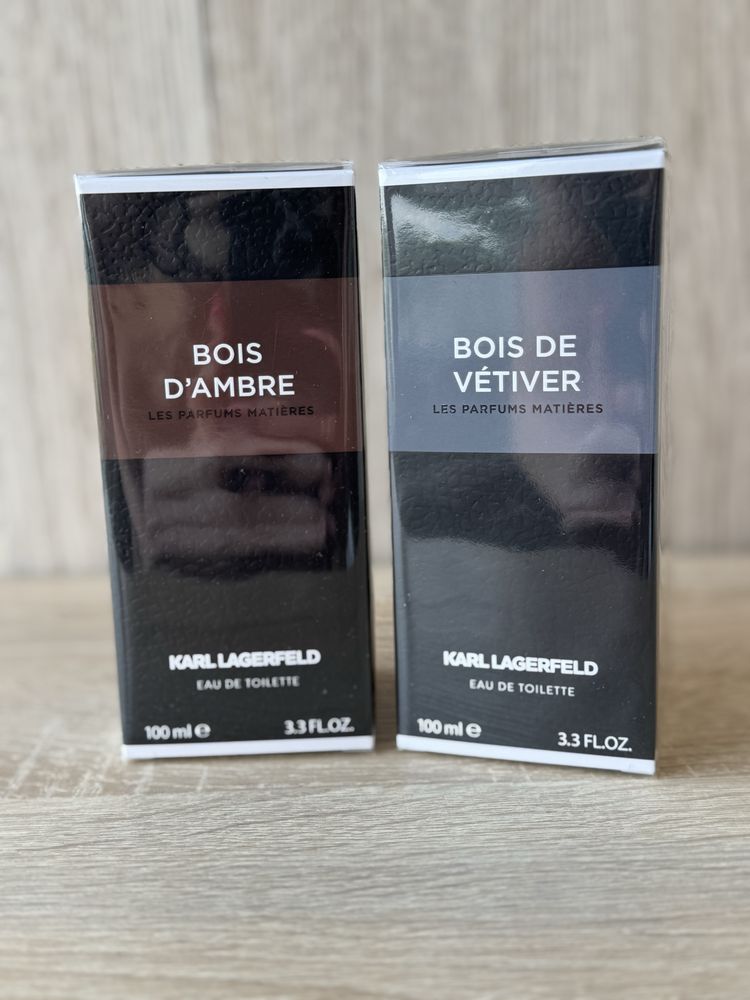 BOIS
D'AMBRE
LES PARFUMS MATIÈRES
KARL LAGERFELD
EAU DE TOILETTE
100 ml ℮
3.3 FL.OZ.
BOIS DE
VÉTIVER
LES PARFUMS MATIÈRES
KARL LAGERFELD
EAU DE TOILETTE
100 ml ℮
3.3 FL.OZ.